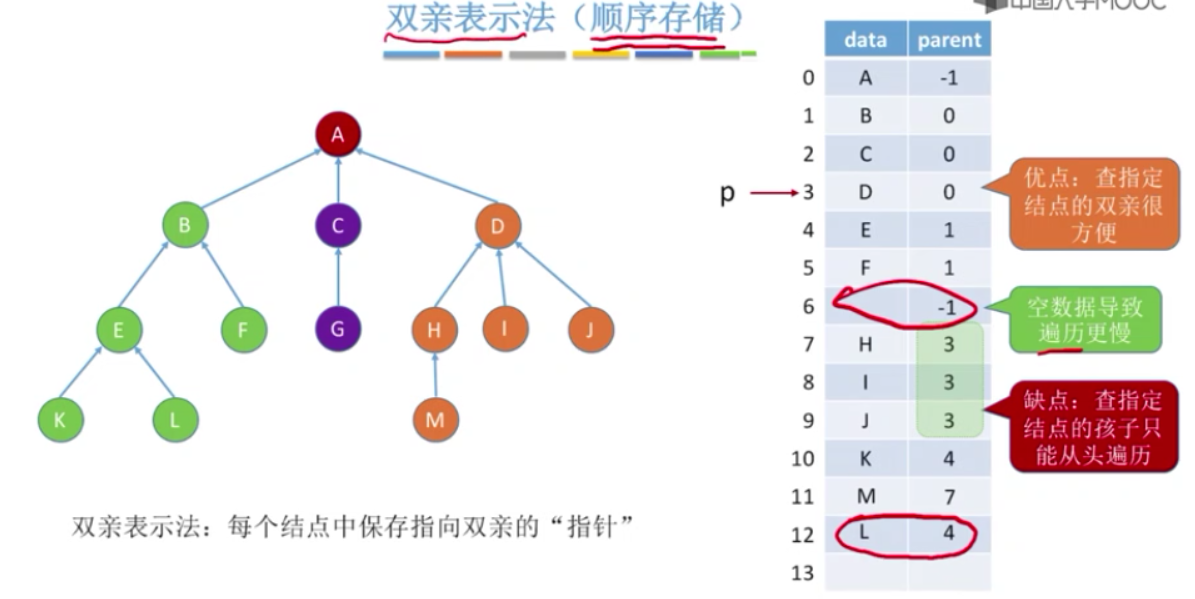 双亲表示法（顺序存储）
中国大学MOOC
data parent
0 A -1
1 B 0
2 C 0
p 3 D 0
4 E 1
5 F 1
6 -1
7 H 3
8 I 3
9 J 3
10 K 4
11 M 7
12 L 4
13
优点：查指定
结点的双亲很
方便
空数据导致
遍历更慢
缺点：查指定
结点的孩子只
能从头遍历
A
B C D
E F G H I J
K L M
双亲表示法：每个结点中保存指向双亲的“指针”